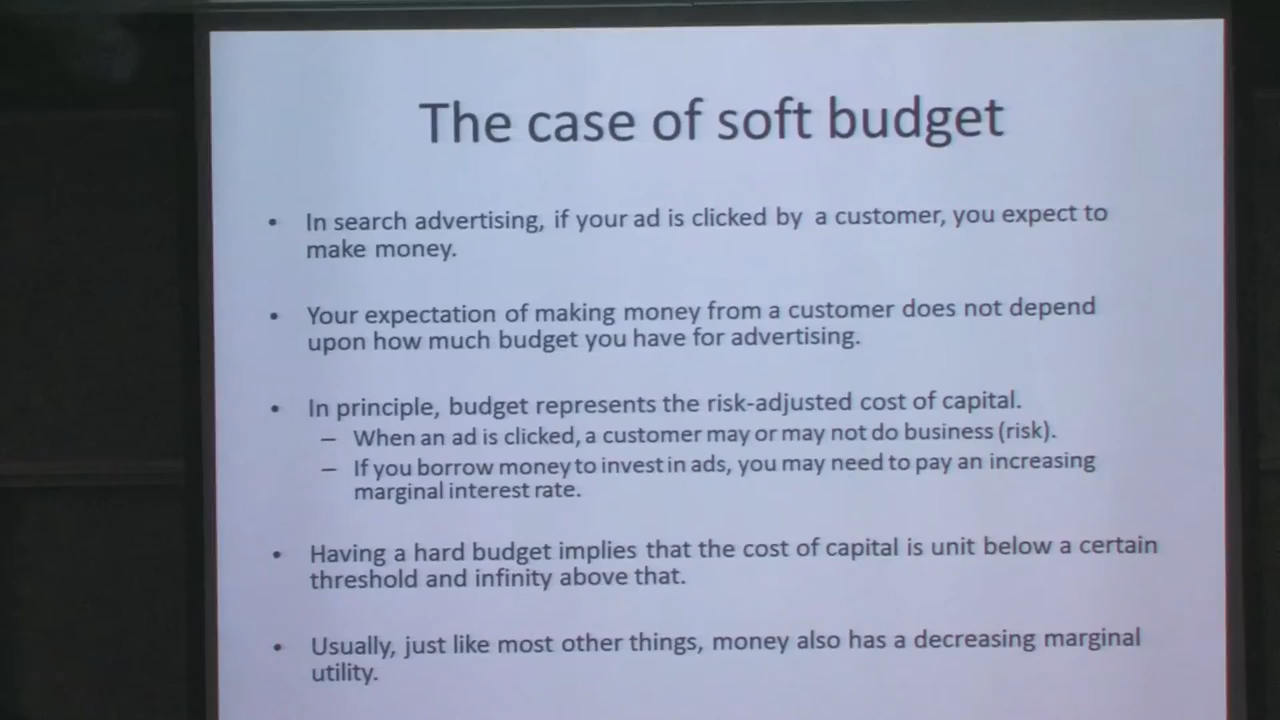 The case of soft budget
• In search advertising, if your ad is clicked by a customer, you expect to
make money.
• Your expectation of making money from a customer does not depend
upon how much budget you have for advertising.
• In principle, budget represents the risk-adjusted cost of capital.
– When an ad is clicked, a customer may or may not do business (risk).
– If you borrow money to invest in ads, you may need to pay an increasing
marginal interest rate.
• Having a hard budget implies that the cost of capital is unit below a certain
threshold and infinity above that.
• Usually, just like most other things, money also has a decreasing marginal
utility.